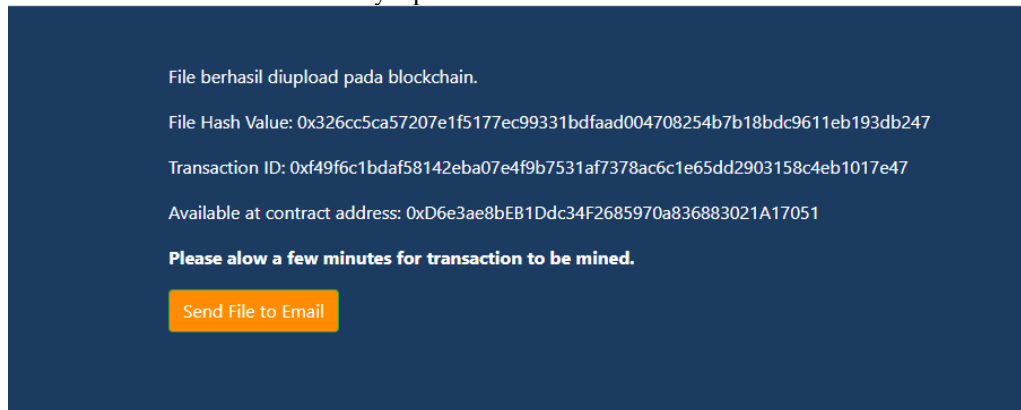 File berhasil diupload pada blockchain.
File Hash Value: 0x326cc5ca57207e1f5177ec99331bdfaad004708254b7b18bdc9611eb193db247
Transaction ID: 0xf49f6c1bdaf58142eba07e4f9b7531af7378ac6c1e65dd2903158c4eb1017e47
Available at contract address: 0xD6e3ae8bEB1Ddc34F2685970a836883021A17051
Please alow a few minutes for transaction to be mined.
Send File to Email